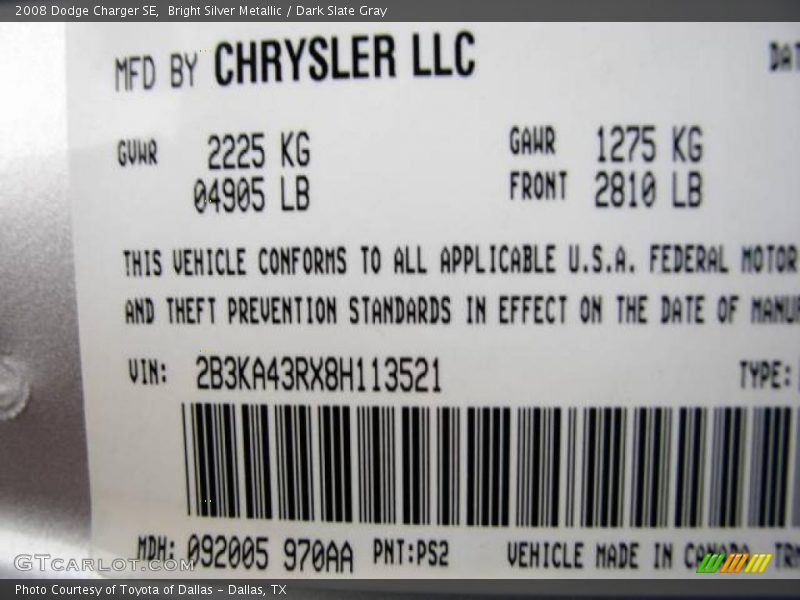 2008 Dodge Charger SE,  Bright Silver Metallic / Dark Slate Gray
MFD BY CHRYSLER LLC
GVWR 2225 KG GAWR 1275 KG
04905 LB FRONT 2810 LB
THIS VEHICLE CONFORMS TO ALL APPLICABLE U.S.A. FEDERAL MOTOR
AND THEFT PREVENTION STANDARDS IN EFFECT ON THE DATE OF
VIN: 2B3KA43RX8H113521 TYPE:
MDH: 092005 970AA PNT:PS2 VEHICLE MADE IN CANADA
GTCarlot.com
Photo Courtesy of Toyota of Dallas - Dallas, TX